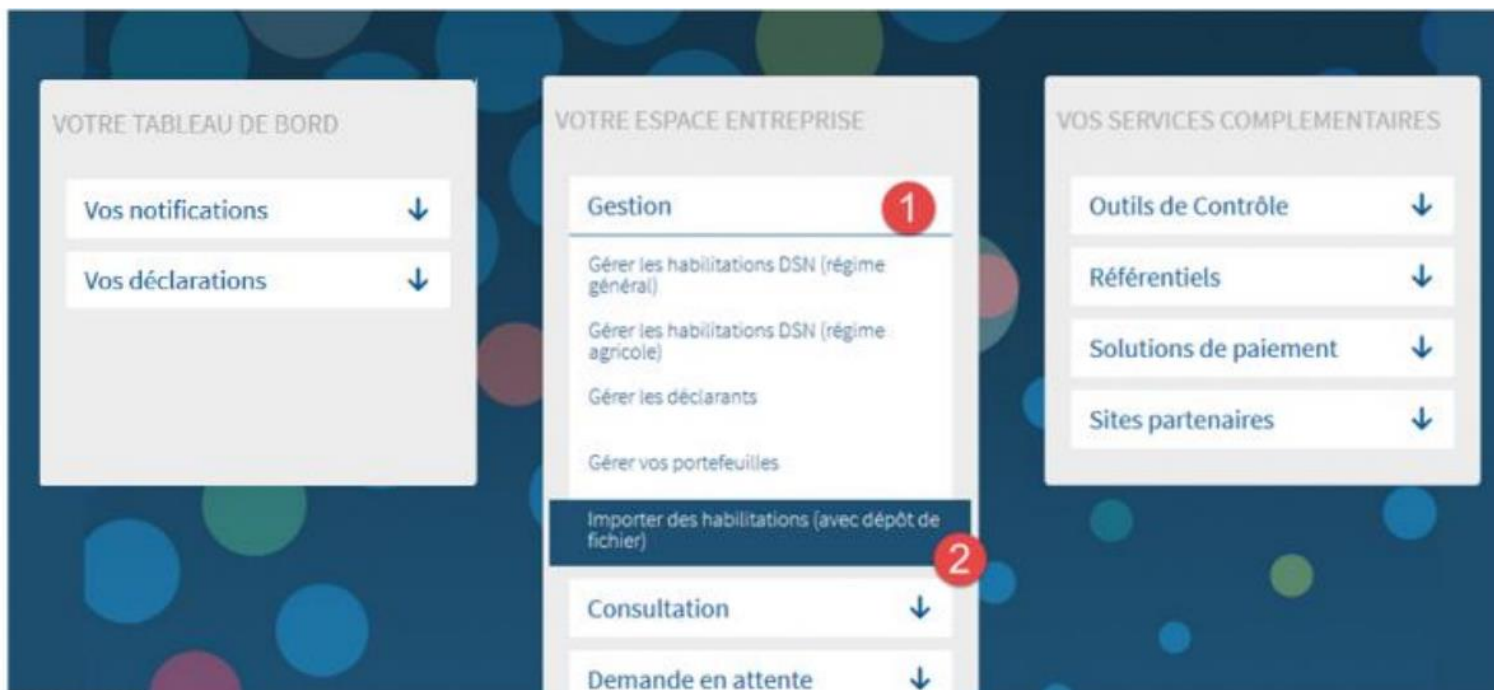 VOTRE TABLEAU DE BORD
Vos notifications
Vos déclarations
VOTRE ESPACE ENTREPRISE
Gestion
1
Gérer les habilitations DSN (régime
général)
Gérer les habilitations DSN (régime
agricole)
Gérer les déclarants
Gérer vos portefeuilles
Importer des habilitations (avec dépôt de
fichier)
2
Consultation
Demande en attente
VOS SERVICES COMPLEMENTAIRES
Outils de Contrôle
Référentiels
Solutions de paiement
Sites partenaires